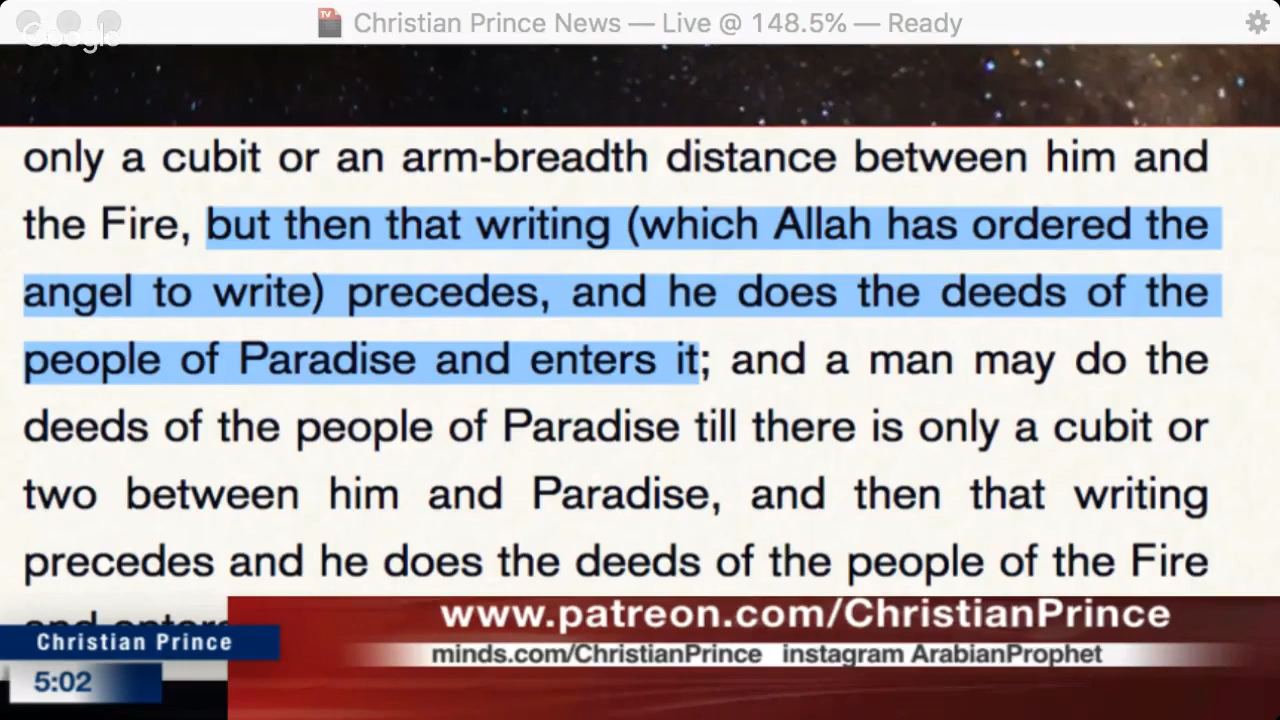 Christian Prince News — Live @ 148.5% — Ready
Google
only a cubit or an arm-breadth distance between him and
the Fire, but then that writing (which Allah has ordered the
angel to write) precedes, and he does the deeds of the
people of Paradise and enters it; and a man may do the
deeds of the people of Paradise till there is only a cubit or
two between him and Paradise, and then that writing
precedes and he does the deeds of the people of the Fire
www.patreon.com/ChristianPrince
Christian Prince
minds.com/ChristianPrince instagram ArabianProphet
5:02